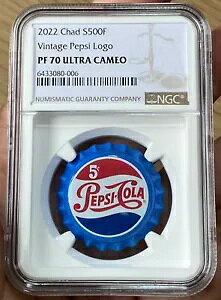 2022 Chad S500F
Vintage Pepsi Logo
PF 70 ULTRA CAMEO
6433080-006
NUMISMATIC GUARANTY COMPANY
NGC
5¢
PEPSI-COLA